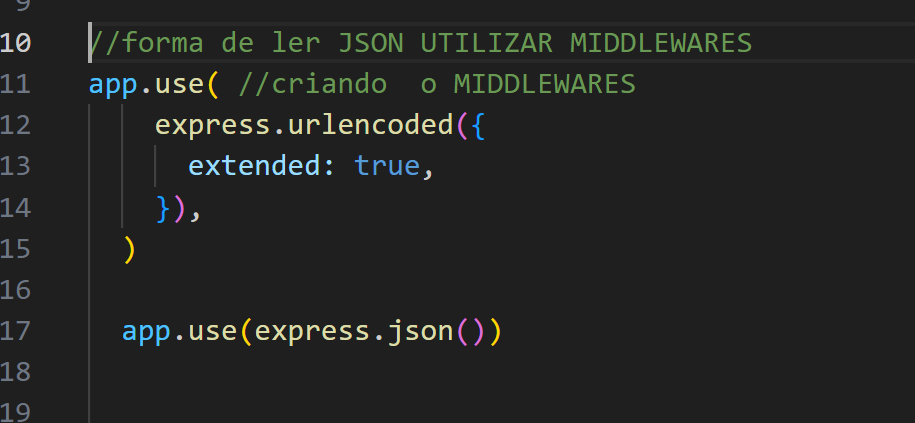 9
10 //forma de ler JSON UTILIZAR MIDDLEWARES
11 app.use( //criando  o MIDDLEWARES
12     express.urlencoded({
13       extended: true,
14     }),
15   )
16
17   app.use(express.json())
18
19